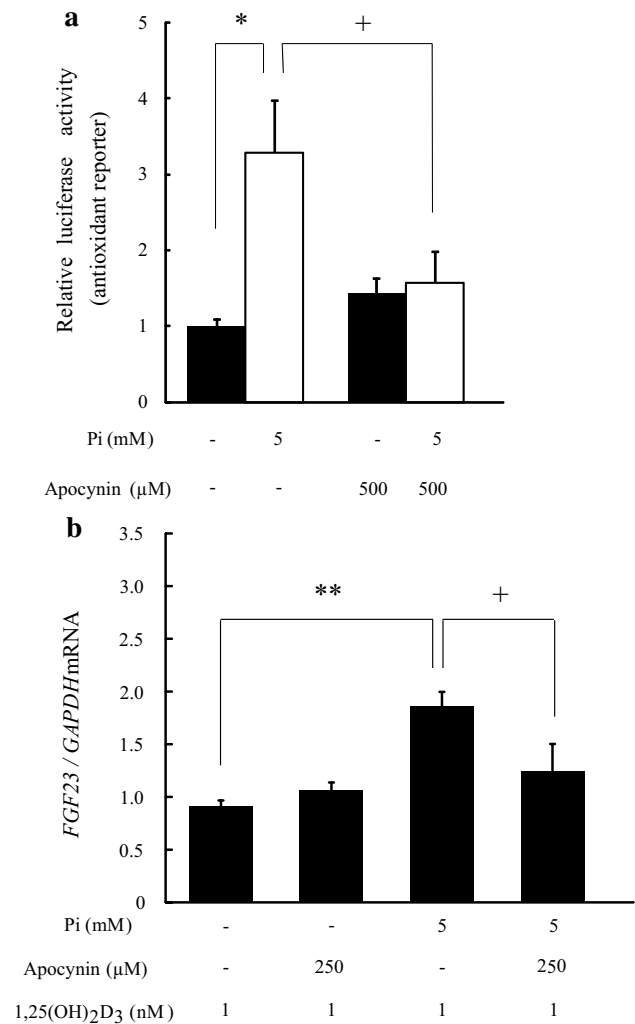 a
Relative luciferase activity
(antioxidant reporter)
5
4
3
2
1
0
* +
Pi (mM) - 5 - 5
Apocynin (µM) - - 500 500
b
FGF23 / GAPDH mRNA
3.5
3.0
2.5
2.0
1.5
1.0
0.5
0
** +
Pi (mM) - - 5 5
Apocynin (µM) - 250 - 250
1,25(OH)2D3 (nM) 1 1 1 1